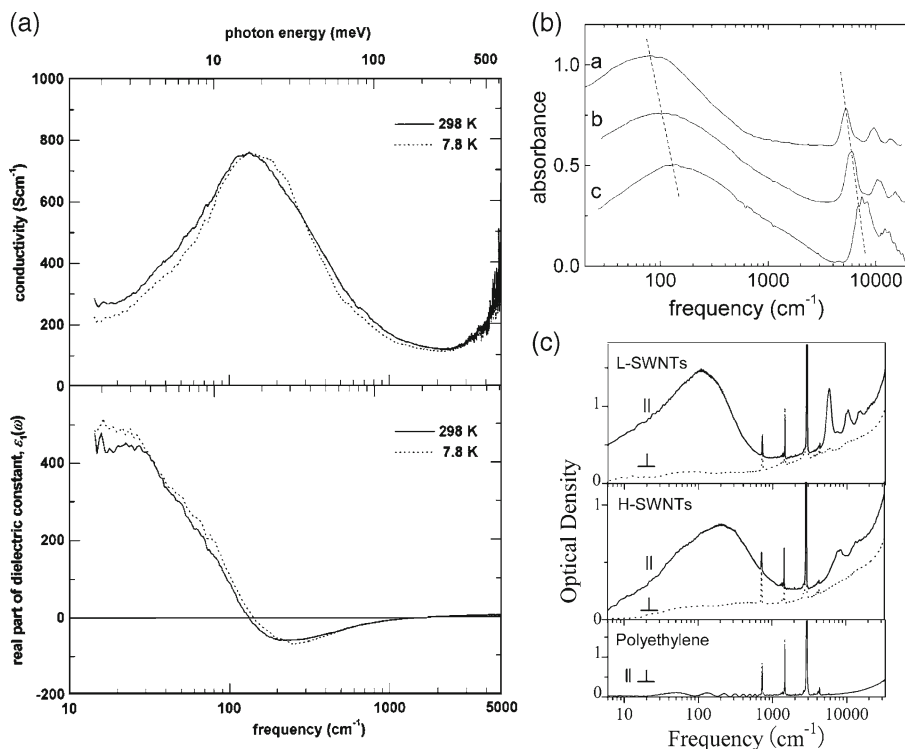 (a)
photon energy (meV)
10 100 500
1000
800
600
400
200
0
conductivity (Scm⁻¹)
298 K
7.8 K
400
200
0
-200
real part of dielectric constant, ε₁(ω)
298 K
7.8 K
10 100 1000 5000
frequency (cm⁻¹)
(b)
a
b
c
1.0
0.5
0.0
absorbance
100 1000 10000
frequency (cm⁻¹)
(c)
L-SWNTs
||
⊥
1
0
H-SWNTs
||
⊥
1
0
Polyethylene
|| ⊥
1
0
Optical Density
10 100 1000 10000
Frequency (cm⁻¹)